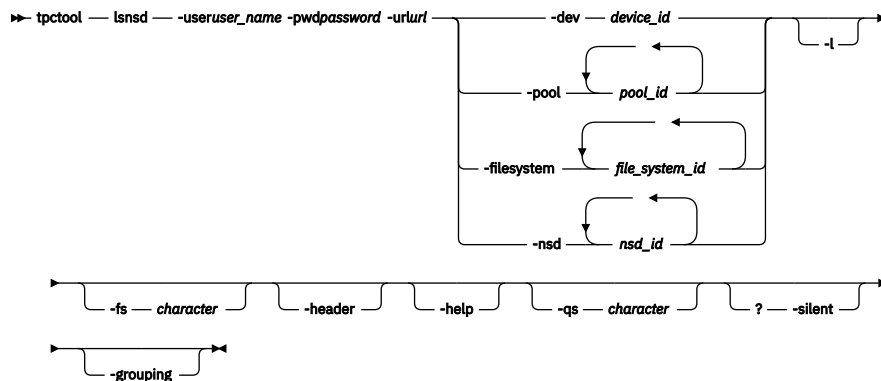 tpctool lsnsd -useruser_name -pwdpassword -urlurl -dev device_id -l
-pool pool_id
-filesystem file_system_id
-nsd nsd_id
-fs character -header -help -qs character ? -silent
-grouping